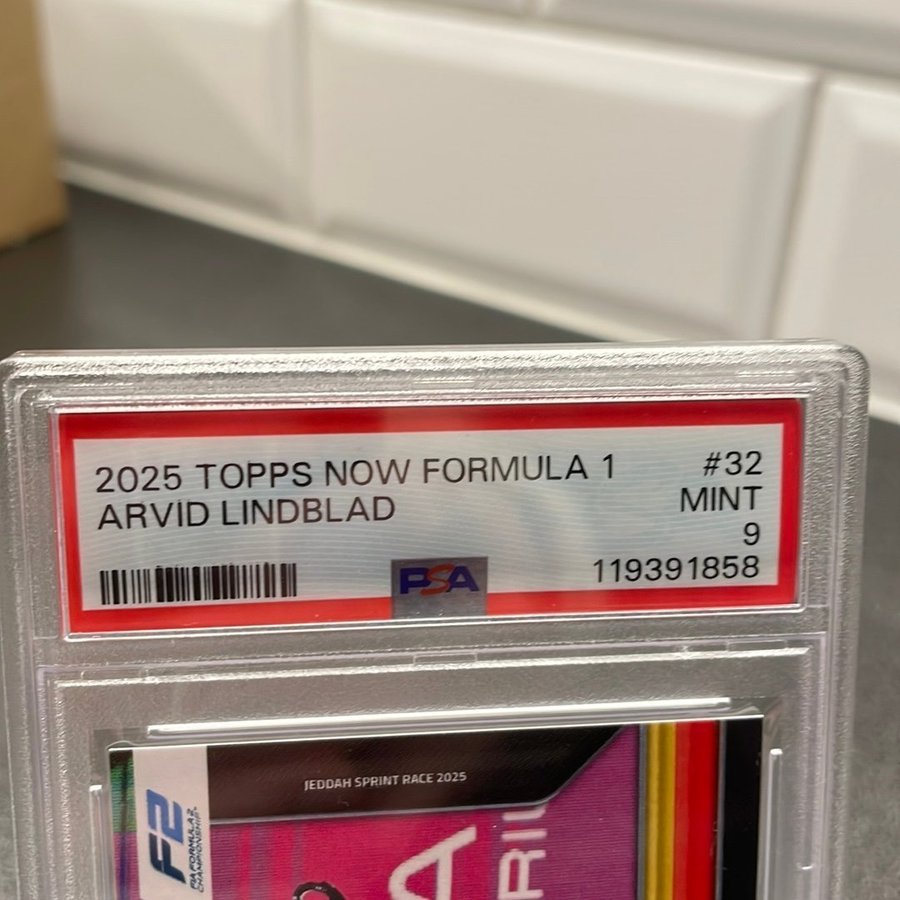 2025 TOPPS NOW FORMULA 1 #32
ARVID LINDBLAD MINT
9
PSA 119391858
JEDDAH SPRINT RACE 2025
F2
FIA FORMULA 2
CHAMPIONSHIP
A
RIU